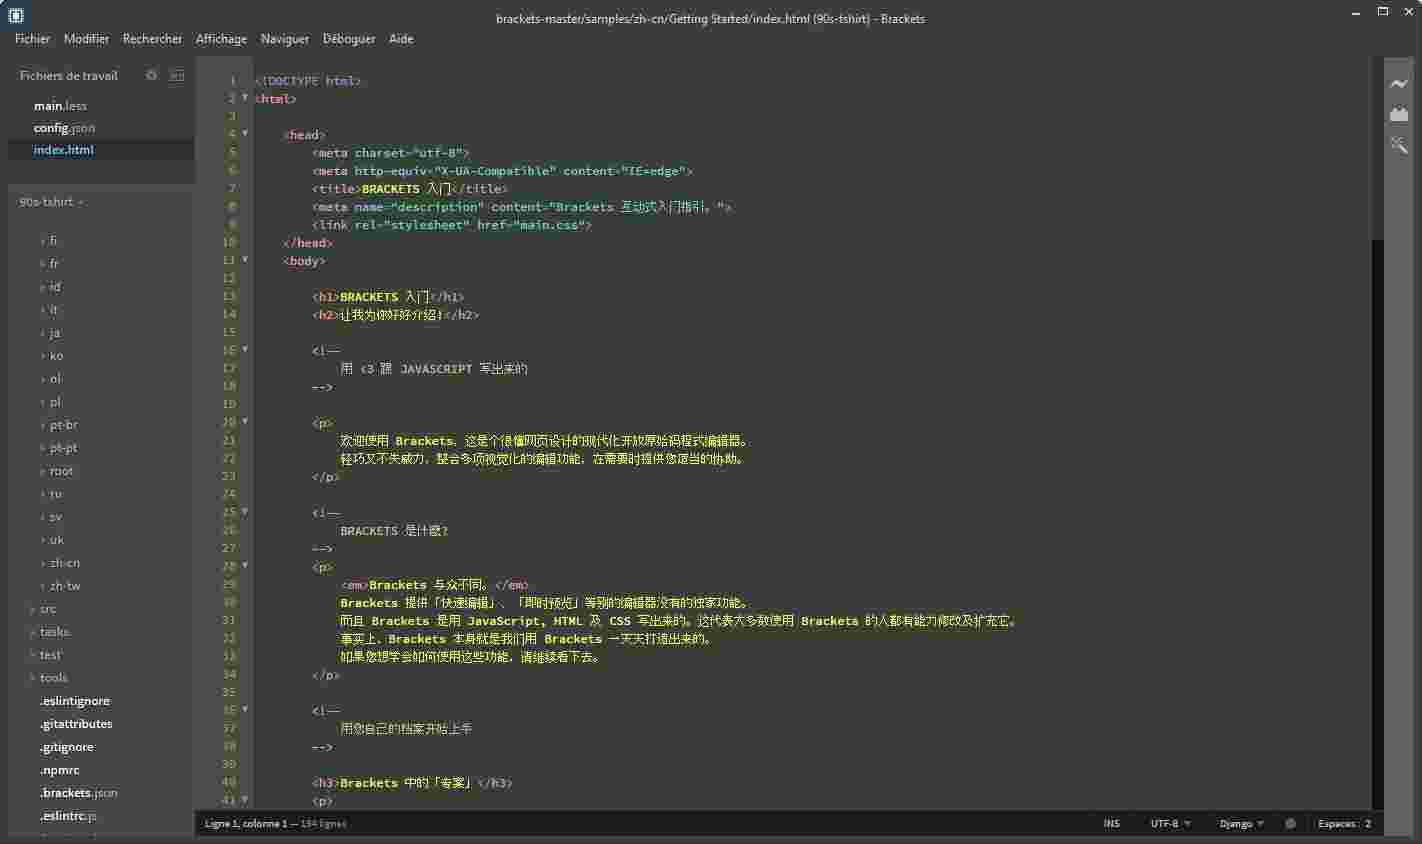 brackets-master/samples/zh-cn/Getting Started/index.html (90s-tshirt) - Brackets
Fichier Modifier Rechercher Affichage Naviguer Déboguer Aide
Fichiers de travail
main.less
config.json
index.html
90s-tshirt
fi
fr
id
it
ja
ko
pl
pt-br
pt-pt
root
ru
sv
uk
zh-cn
zh-tw
src
tasks
test
tools
.eslintignore
.gitattributes
.gitignore
.npmrc
.brackets.json
.eslintrc.js
1 <!DOCTYPE html>
2 <html>
3
4 <head>
5 <meta charset="utf-8">
6 <meta http-equiv="X-UA-Compatible" content="IE=edge">
7 <title>BRACKETS 入门</title>
8 <meta name="description" content="Brackets 互动式入门指引。">
9 <link rel="stylesheet" href="main.css">
10 </head>
11 <body>
12
13 <h1>BRACKETS 入门</h1>
14 <h2>让我为你好好介绍!</h2>
15
16 <!--
17 用 <3 跟 JAVASCRIPT 写出来的
18 -->
19
20 <p>
21 欢迎使用 Brackets，这是个很懂网页设计的现代化开放原始码程式编辑器。
22 轻巧又不失威力，整合多项视觉化的编辑功能，在需要时提供您适当的协助。
23 </p>
24
25 <!--
26 BRACKETS 是什麽?
27 -->
28 <p>
29 <em>Brackets 与众不同。</em>
30 Brackets 提供「快速编辑」、「即时预览」等别的编辑器没有的独家功能。
31 而且 Brackets 是用 JavaScript, HTML 及 CSS 写出来的。这代表大多数使用 Brackets 的人都有能力修改及扩充它。
32 事实上，Brackets 本身就是我们用 Brackets 一天天打造出来的。
33 如果您想学会如何使用这些功能，请继续看下去。
34 </p>
35
36 <!--
37 用您自己的档案开始上手
38 -->
39
40 <h3>Brackets 中的「专案」</h3>
41 <p>
Ligne 1, colonne 1 — 194 lignes
INS UTF-8 Django Espaces : 2